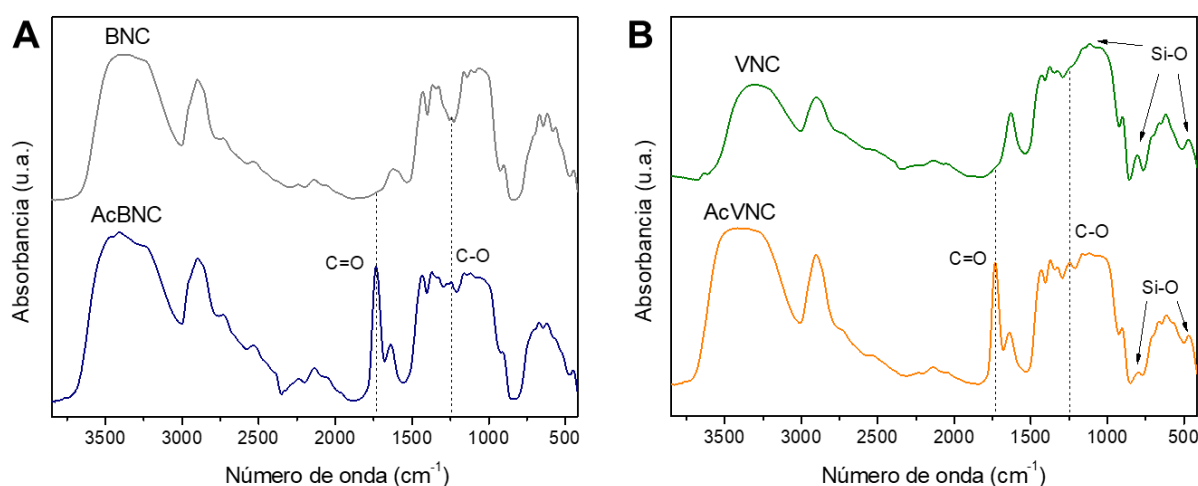 A
BNC
AcBNC
C=O
C-O
Absorbancia (u.a.)
3500 3000 2500 2000 1500 1000 500
Número de onda (cm⁻¹)
B
VNC
Si-O
AcVNC
C=O
C-O
Si-O
Absorbancia (u.a.)
3500 3000 2500 2000 1500 1000 500
Número de onda (cm⁻¹)